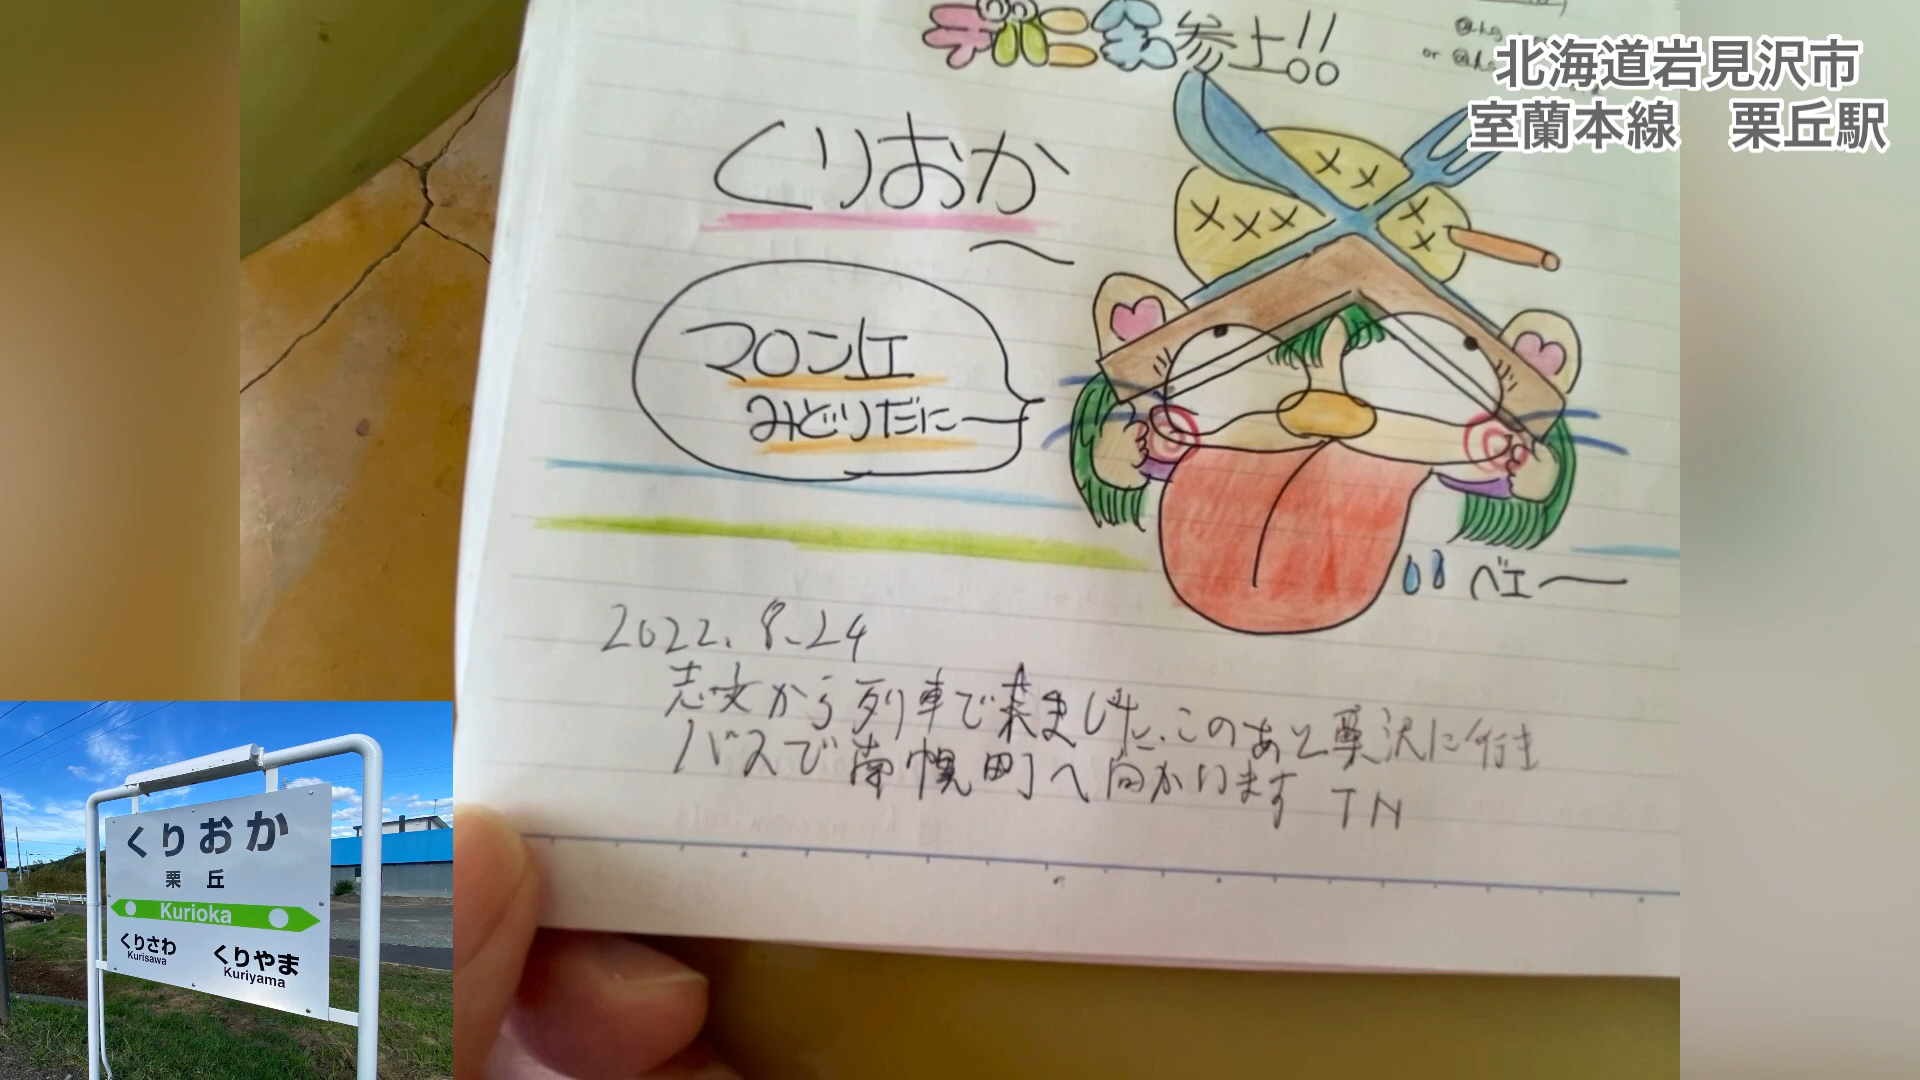 北海道岩見沢市
室蘭本線 栗丘駅
参上!!
くりおか
〜
マロン丘
みどりだにー
ベエー
2022.8.24
志文から列車で来ました.このあと栗沢に行き
バスで南幌町へ向かいます TN
くりおか
栗丘
Kurioka
くりさわ くりやま
Kurisawa Kuriyama